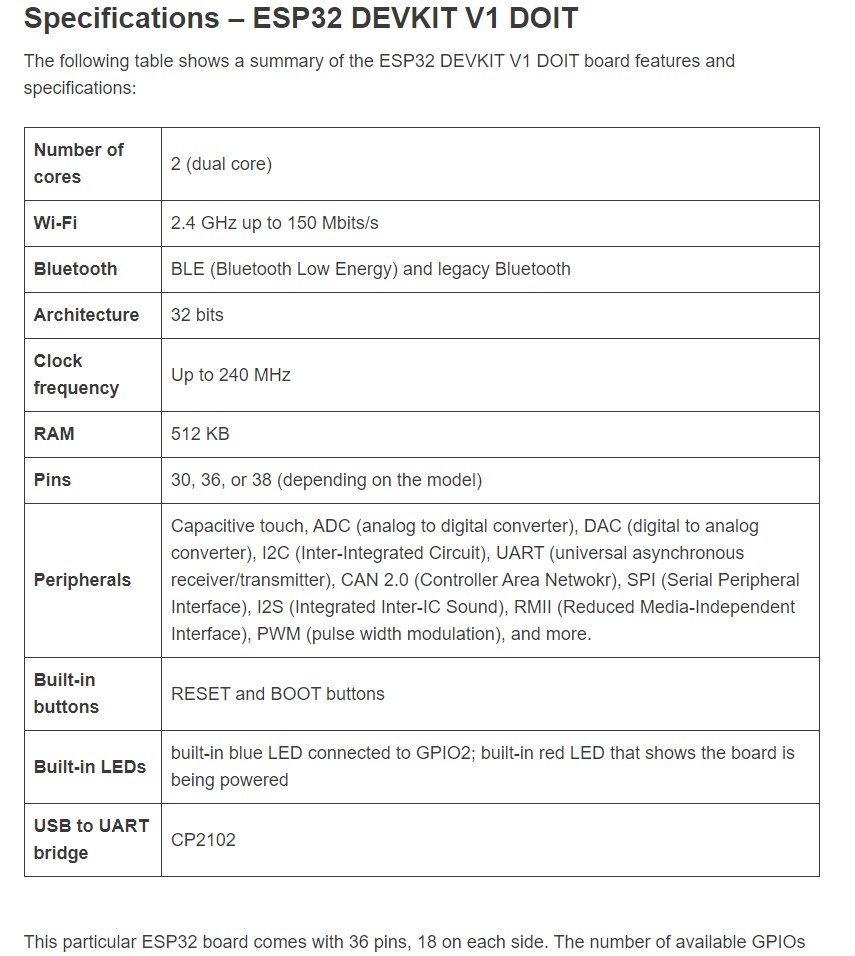 Specifications – ESP32 DEVKIT V1 DOIT
The following table shows a summary of the ESP32 DEVKIT V1 DOIT board features and
specifications:
Number of
cores
2 (dual core)
Wi-Fi
2.4 GHz up to 150 Mbits/s
Bluetooth
BLE (Bluetooth Low Energy) and legacy Bluetooth
Architecture
32 bits
Clock
frequency
Up to 240 MHz
RAM
512 KB
Pins
30, 36, or 38 (depending on the model)
Peripherals
Capacitive touch, ADC (analog to digital converter), DAC (digital to analog
converter), I2C (Inter-Integrated Circuit), UART (universal asynchronous
receiver/transmitter), CAN 2.0 (Controller Area Netwokr), SPI (Serial Peripheral
Interface), I2S (Integrated Inter-IC Sound), RMII (Reduced Media-Independent
Interface), PWM (pulse width modulation), and more.
Built-in
buttons
RESET and BOOT buttons
Built-in LEDs
built-in blue LED connected to GPIO2; built-in red LED that shows the board is
being powered
USB to UART
bridge
CP2102
This particular ESP32 board comes with 36 pins, 18 on each side. The number of available GPIOs